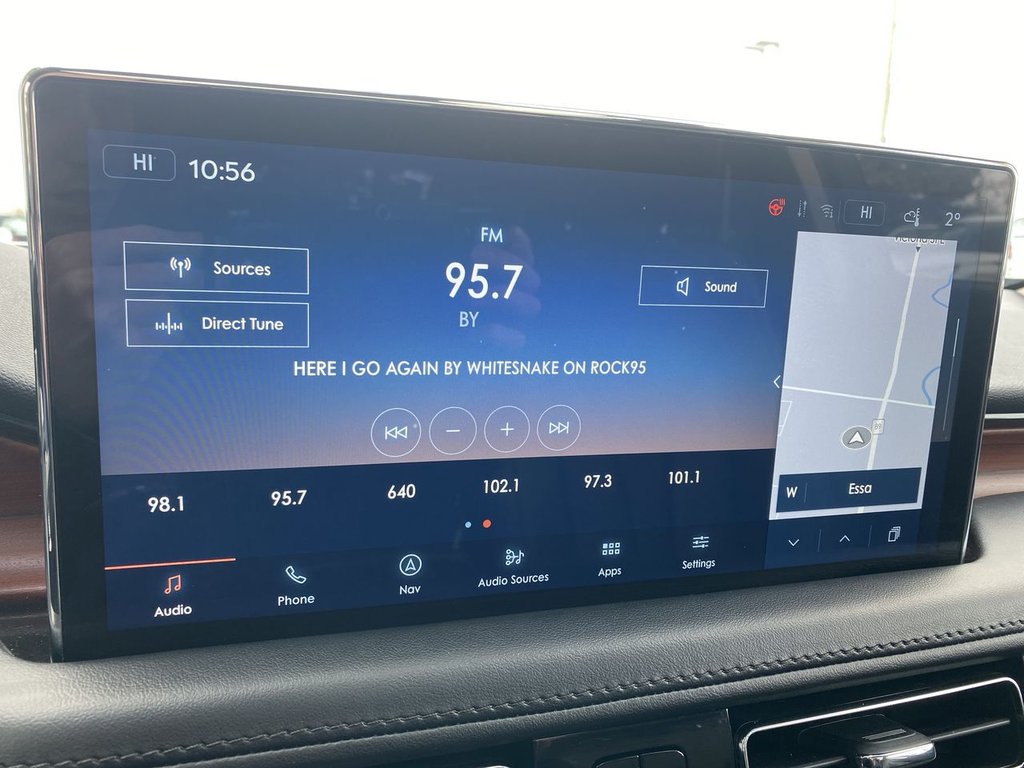 HI 10:56
HI 2°
FM
95.7
BY
Sources
Direct Tune
Sound
HERE I GO AGAIN BY WHITESNAKE ON ROCK95
89
98.1 95.7 640 102.1 97.3 101.1
W Essa
Audio Phone Nav Audio Sources Apps Settings